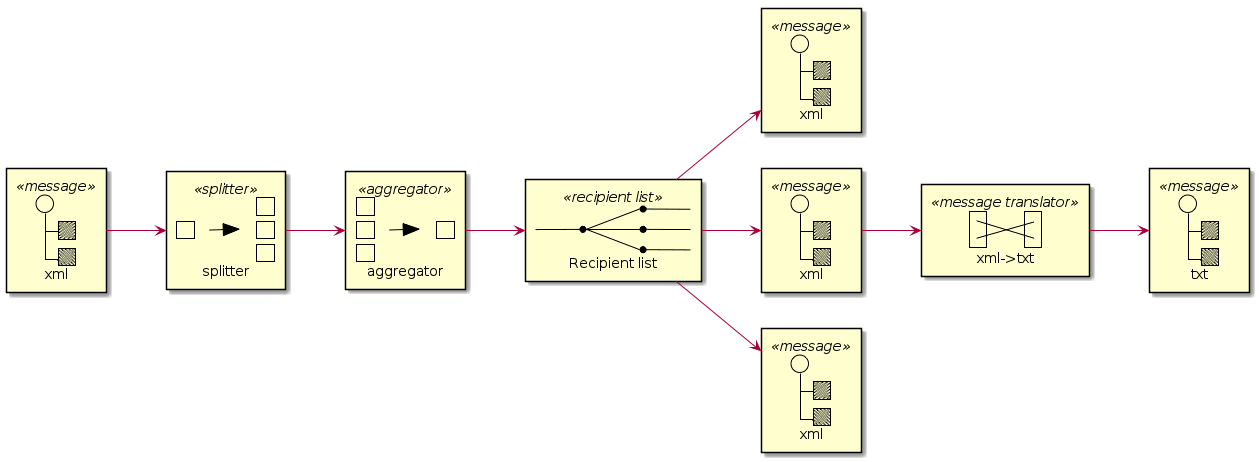 «message»
xml
«splitter»
splitter
«aggregator»
aggregator
«recipient list»
Recipient list
«message»
xml
«message»
xml
«message»
xml
«message translator»
xml->txt
«message»
txt